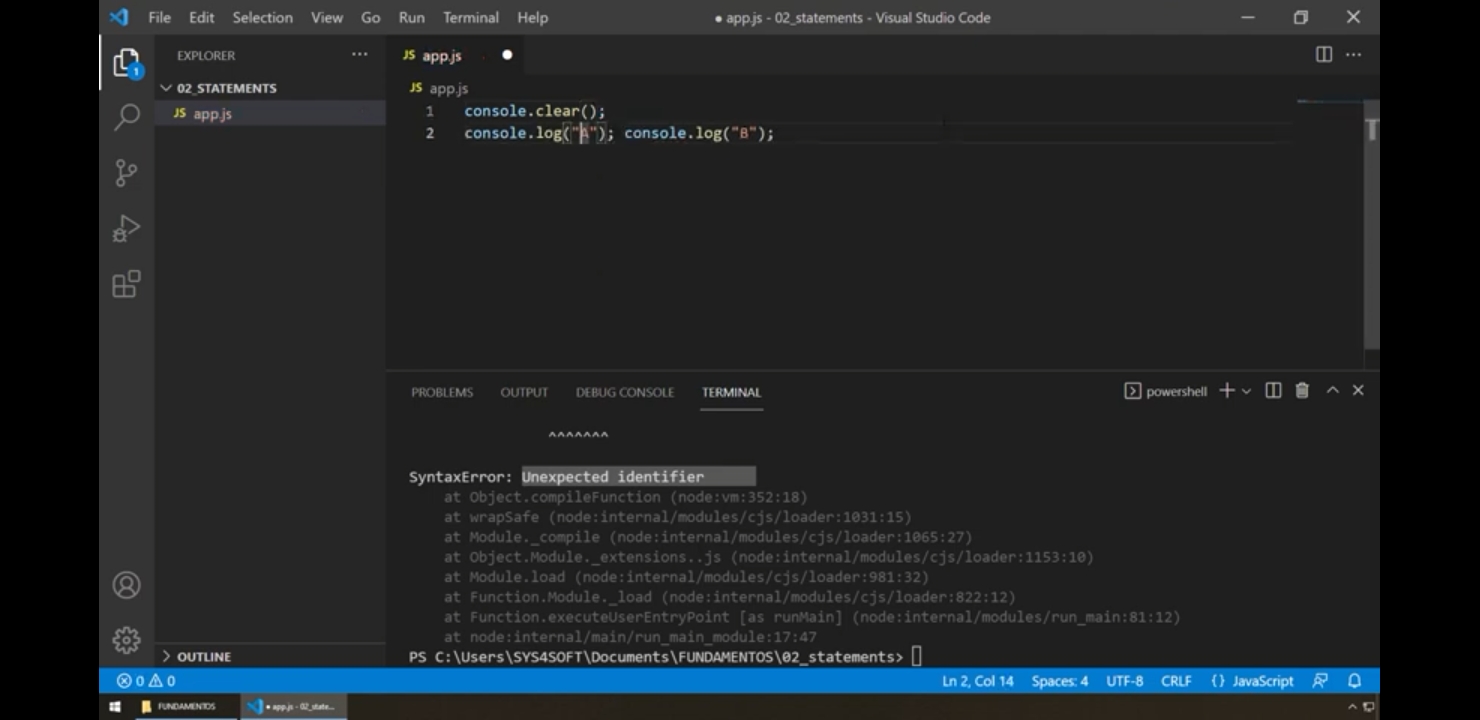 File Edit Selection View Go Run Terminal Help
● app.js - 02_statements - Visual Studio Code
EXPLORER
1
02_STATEMENTS
JS app.js
JS app.js
JS app.js
1 console.clear();
2 console.log("A"); console.log("B");
PROBLEMS OUTPUT DEBUG CONSOLE TERMINAL
powershell
^^^^^^^
SyntaxError: Unexpected identifier
at Object.compileFunction (node:vm:352:18)
at wrapSafe (node:internal/modules/cjs/loader:1031:15)
at Module._compile (node:internal/modules/cjs/loader:1065:27)
at Object.Module._extensions..js (node:internal/modules/cjs/loader:1153:10)
at Module.load (node:internal/modules/cjs/loader:981:32)
at Function.Module._load (node:internal/modules/cjs/loader:822:12)
at Function.executeUserEntryPoint [as runMain] (node:internal/modules/run_main:81:12)
at node:internal/main/run_main_module:17:47
PS C:\Users\SYS4SOFT\Documents\FUNDAMENTOS\02_statements>
OUTLINE
0 0
Ln 2, Col 14 Spaces: 4 UTF-8 CRLF {} JavaScript
FUNDAMENTOS
● app.js - 02_state...